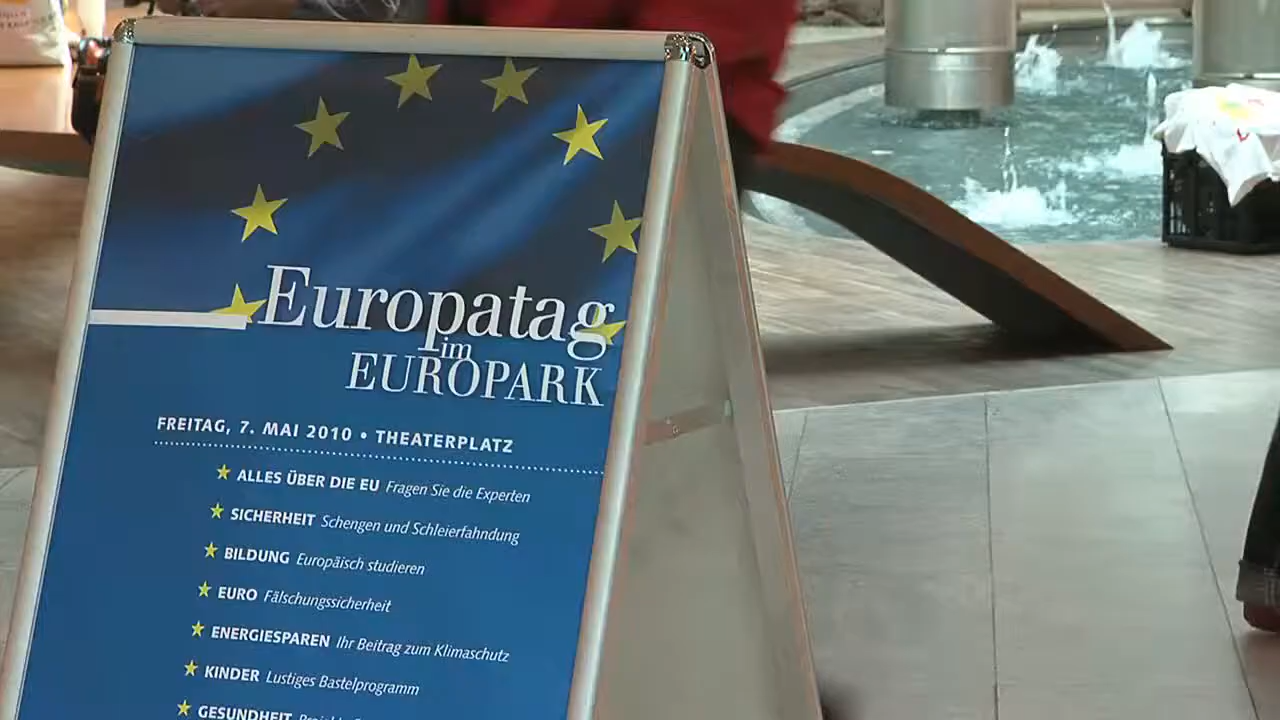 Europatag
im
EUROPARK
FREITAG, 7. MAI 2010 • THEATERPLATZ
ALLES ÜBER DIE EU Fragen Sie die Experten
SICHERHEIT Schengen und Schleierfahndung
BILDUNG Europäisch studieren
EURO Fälschungssicherheit
ENERGIESPAREN Ihr Beitrag zum Klimaschutz
KINDER Lustiges Bastelprogramm
GESUNDHEIT